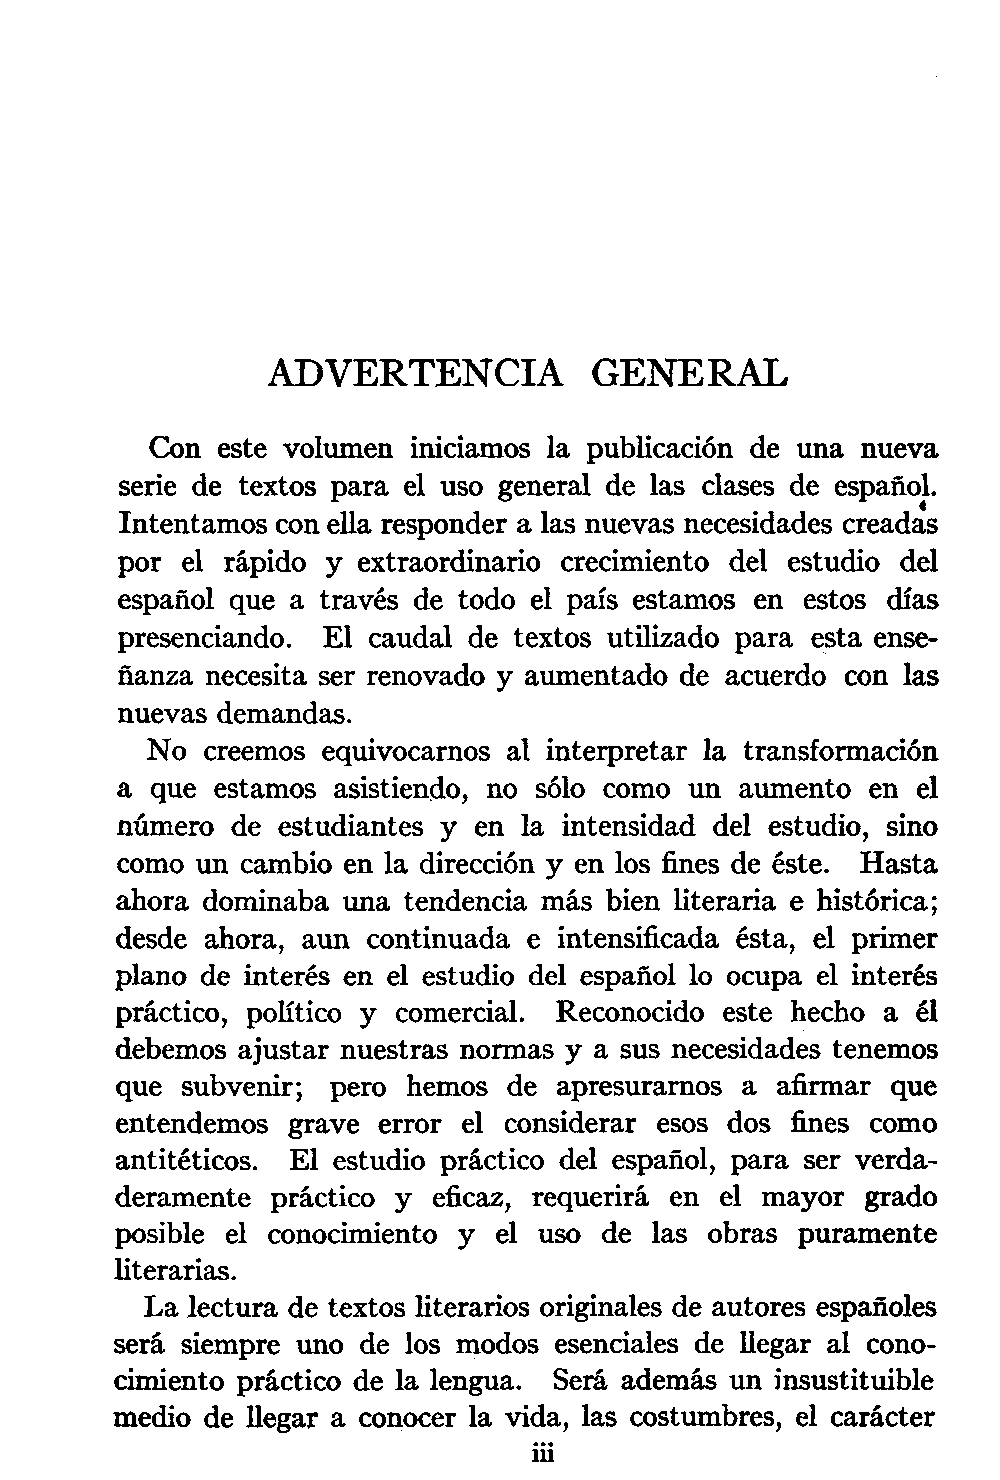 ADVERTENCIA GENERAL
Con este volumen iniciamos la publicación de una nueva
serie de textos para el uso general de las clases de español.
Intentamos con ella responder a las nuevas necesidades creadas
por el rápido y extraordinario crecimiento del estudio del
español que a través de todo el país estamos en estos días
presenciando. El caudal de textos utilizado para esta ense-
ñanza necesita ser renovado y aumentado de acuerdo con las
nuevas demandas.
No creemos equivocarnos al interpretar la transformación
a que estamos asistiendo, no sólo como un aumento en el
número de estudiantes y en la intensidad del estudio, sino
como un cambio en la dirección y en los fines de éste. Hasta
ahora dominaba una tendencia más bien literaria e histórica;
desde ahora, aun continuada e intensificada ésta, el primer
plano de interés en el estudio del español lo ocupa el interés
práctico, político y comercial. Reconocido este hecho a él
debemos ajustar nuestras normas y a sus necesidades tenemos
que subvenir; pero hemos de apresurarnos a afirmar que
entendemos grave error el considerar esos dos fines como
antitéticos. El estudio práctico del español, para ser verda-
deramente práctico y eficaz, requerirá en el mayor grado
posible el conocimiento y el uso de las obras puramente
literarias.
La lectura de textos literarios originales de autores españoles
será siempre uno de los modos esenciales de llegar al cono-
cimiento práctico de la lengua. Será además un insustituible
medio de llegar a conocer la vida, las costumbres, el carácter
iii